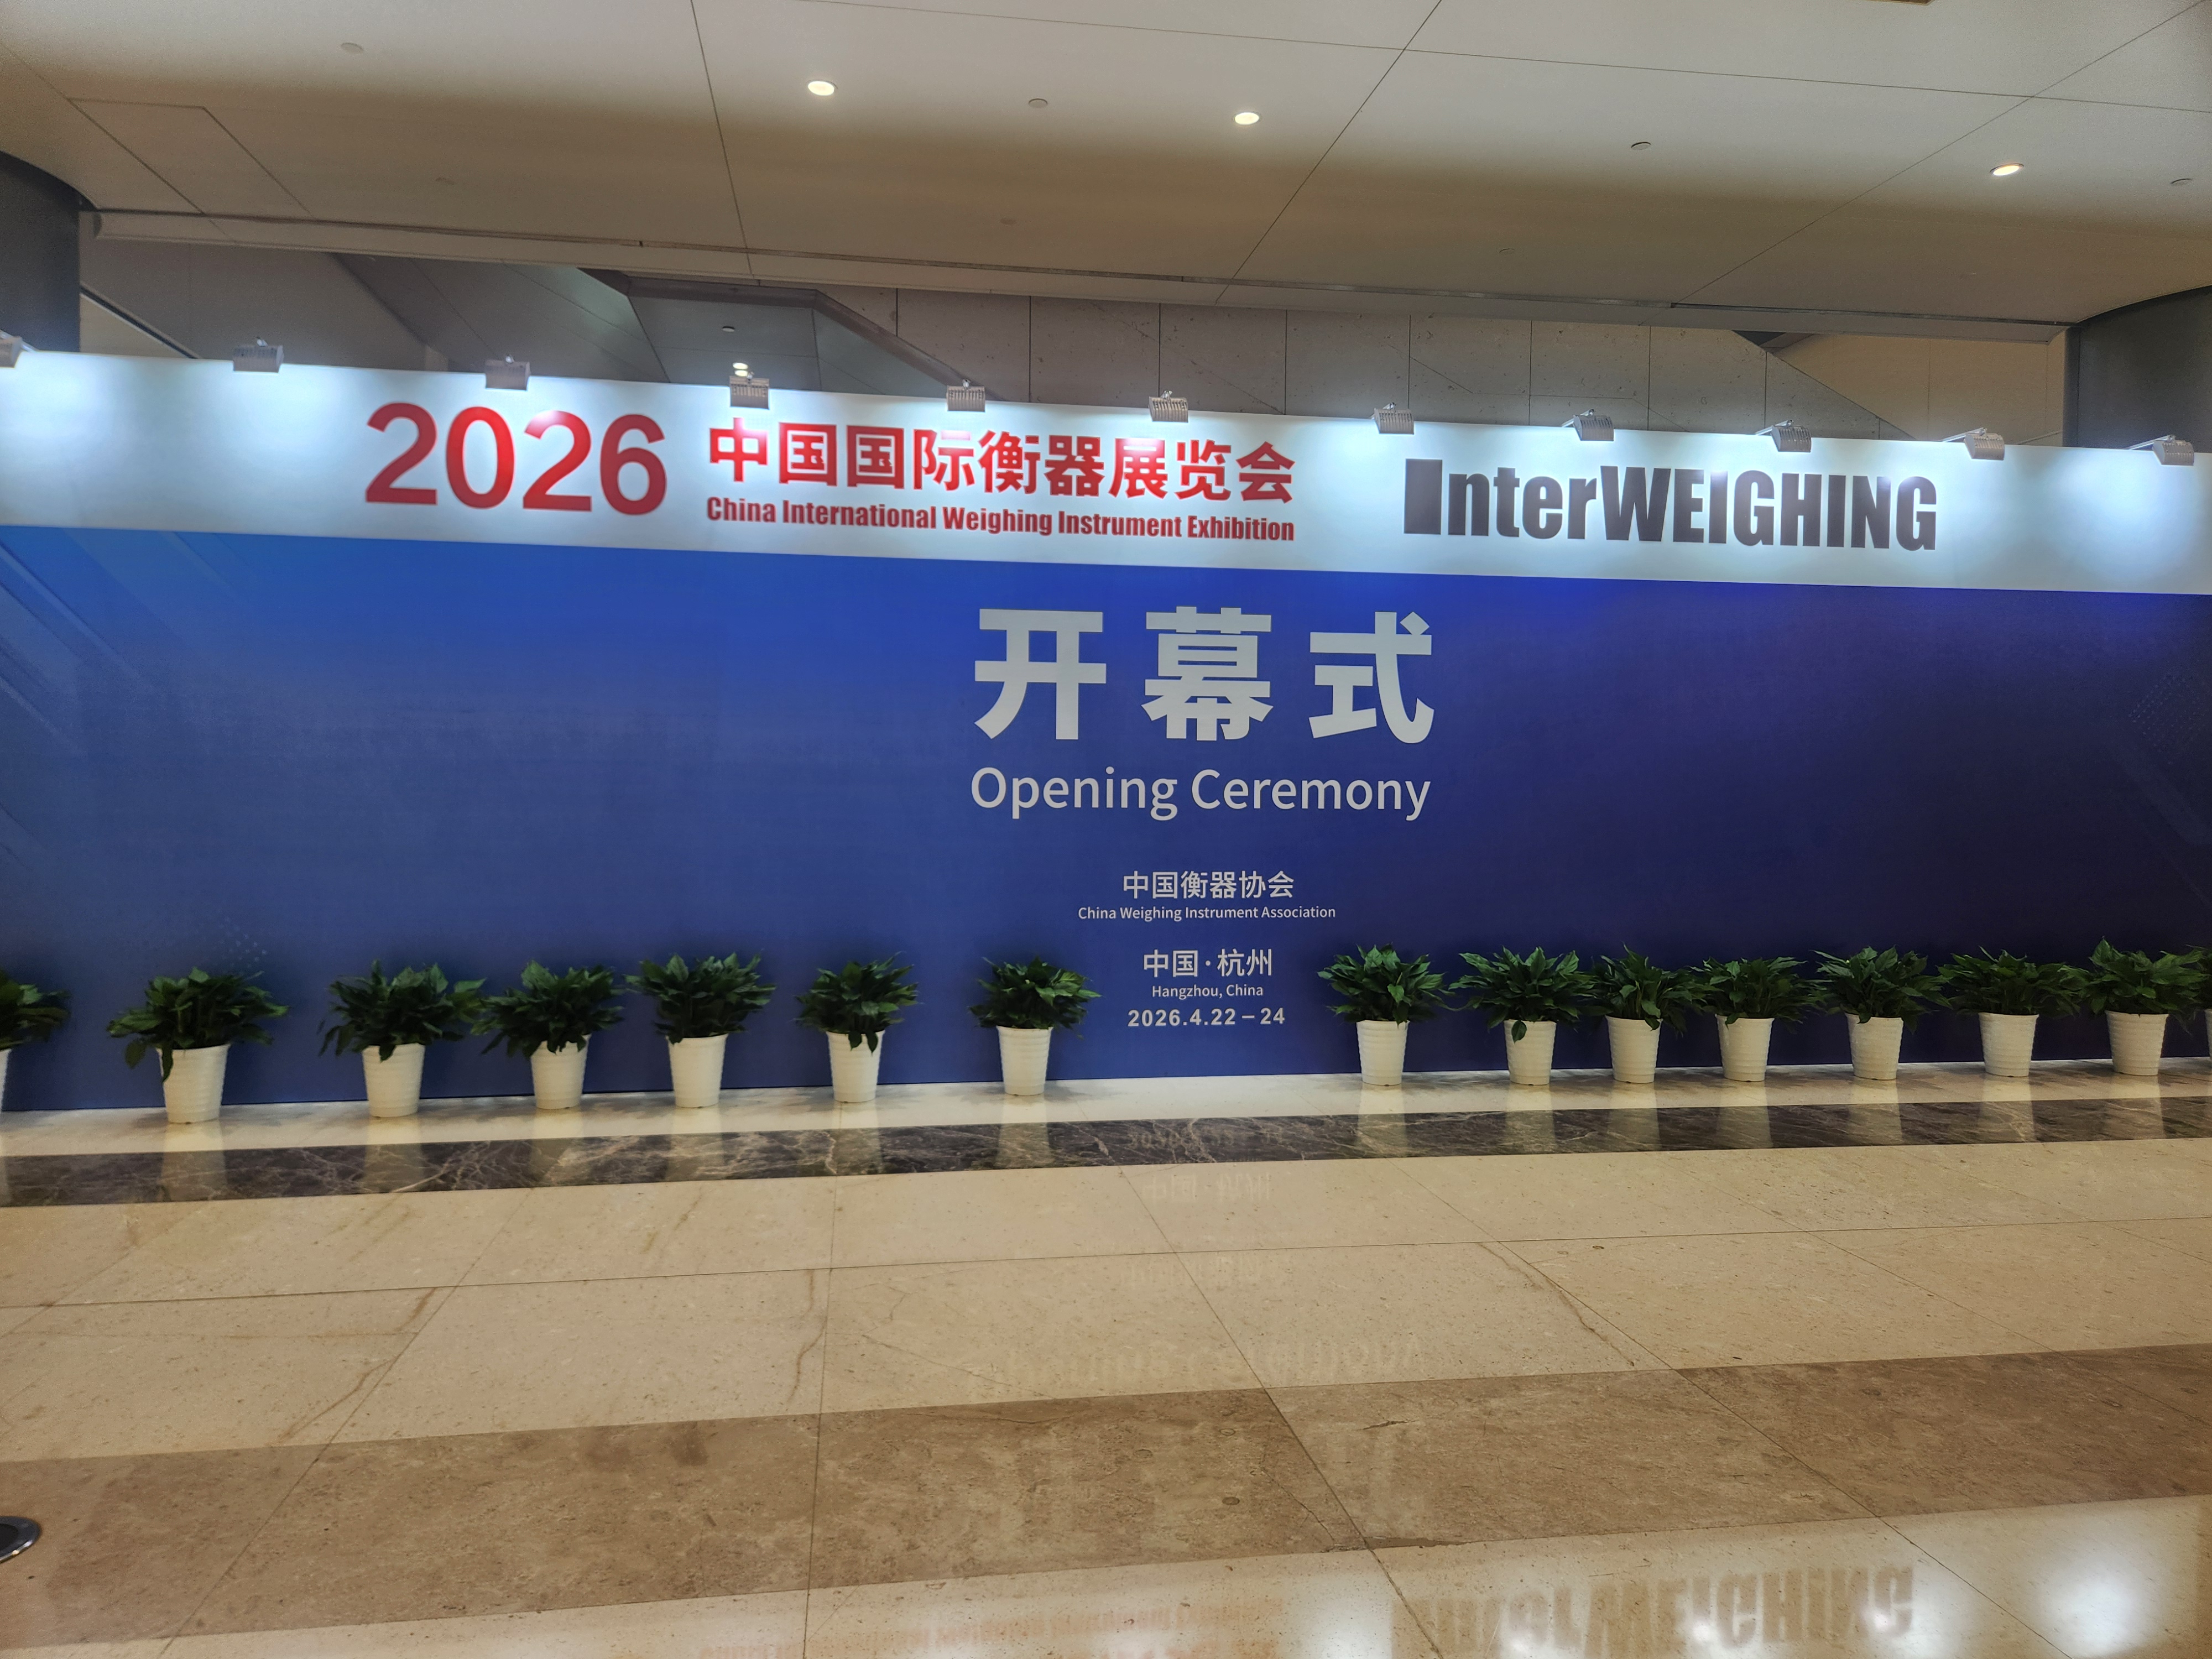 2026 中国国际衡器展览会 InterWEIGHING
China International Weighing Instrument Exhibition
开幕式
Opening Ceremony
中国衡器协会
China Weighing Instrument Association
中国·杭州
Hangzhou, China
2026.4.22-24